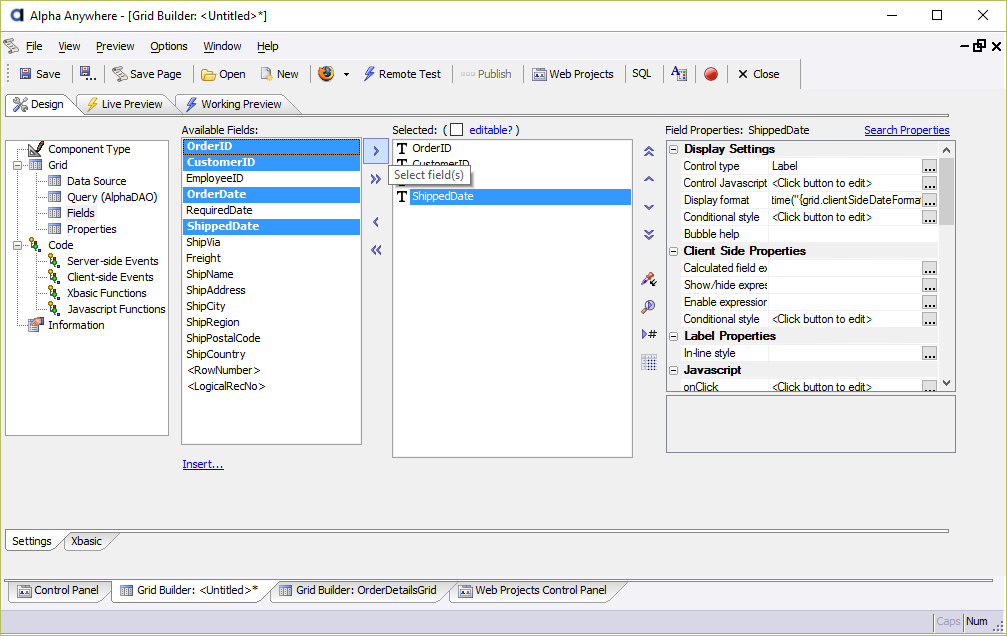 Alpha Anywhere - [Grid Builder: <Untitled>*]
File View Preview Options Window Help
Save Save Page Open New Remote Test Publish Web Projects SQL Close
Design Live Preview Working Preview
Component Type
Grid
Data Source
Query (AlphaDAO)
Fields
Properties
Code
Server-side Events
Client-side Events
Xbasic Functions
Javascript Functions
Information
Available Fields:
OrderID
CustomerID
EmployeeID
OrderDate
RequiredDate
ShippedDate
ShipVia
Freight
ShipName
ShipAddress
ShipCity
ShipRegion
ShipPostalCode
ShipCountry
<RowNumber>
<LogicalRecNo>
Insert...
Selected: ( editable? )
T OrderID
T CustomerID
Select field(s)
T ShippedDate
#
Field Properties: ShippedDate Search Properties
Display Settings
Control type Label ...
Control Javascript <Click button to edit> ...
Display format time("{grid.clientSideDateFormat ...
Conditional style <Click button to edit> ...
Bubble help
Client Side Properties
Calculated field ex ...
Show/hide expres ...
Enable expression ...
Conditional style <Click button to edit> ...
Label Properties
In-line style ...
Javascript
onClick <Click button to edit> ...
Settings Xbasic
Control Panel Grid Builder: <Untitled>* Grid Builder: OrderDetailsGrid Web Projects Control Panel
Caps Num